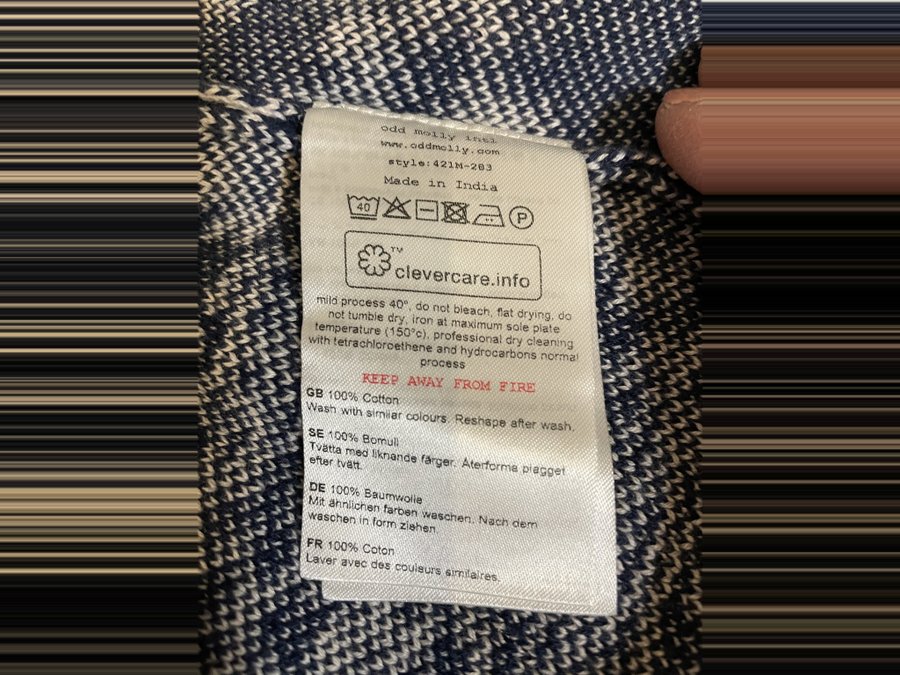 odd molly intl
www.oddmolly.com
style:421M-283
Made in India
40 P
™
clevercare.info
mild process 40°, do not bleach, flat drying, do
not tumble dry, iron at maximum sole plate
temperature (150°c), professional dry cleaning
with tetrachloroethene and hydrocarbons normal
process
KEEP AWAY FROM FIRE
GB 100% Cotton
Wash with similar colours. Reshape after wash.
SE 100% Bomull
Tvätta med liknande färger. Återforma plagget
efter tvätt.
DE 100% Baumwolle
Mit ähnlichen farben waschen. Nach dem
waschen in form ziehen.
FR 100% Coton
Laver avec des couleurs similaires.